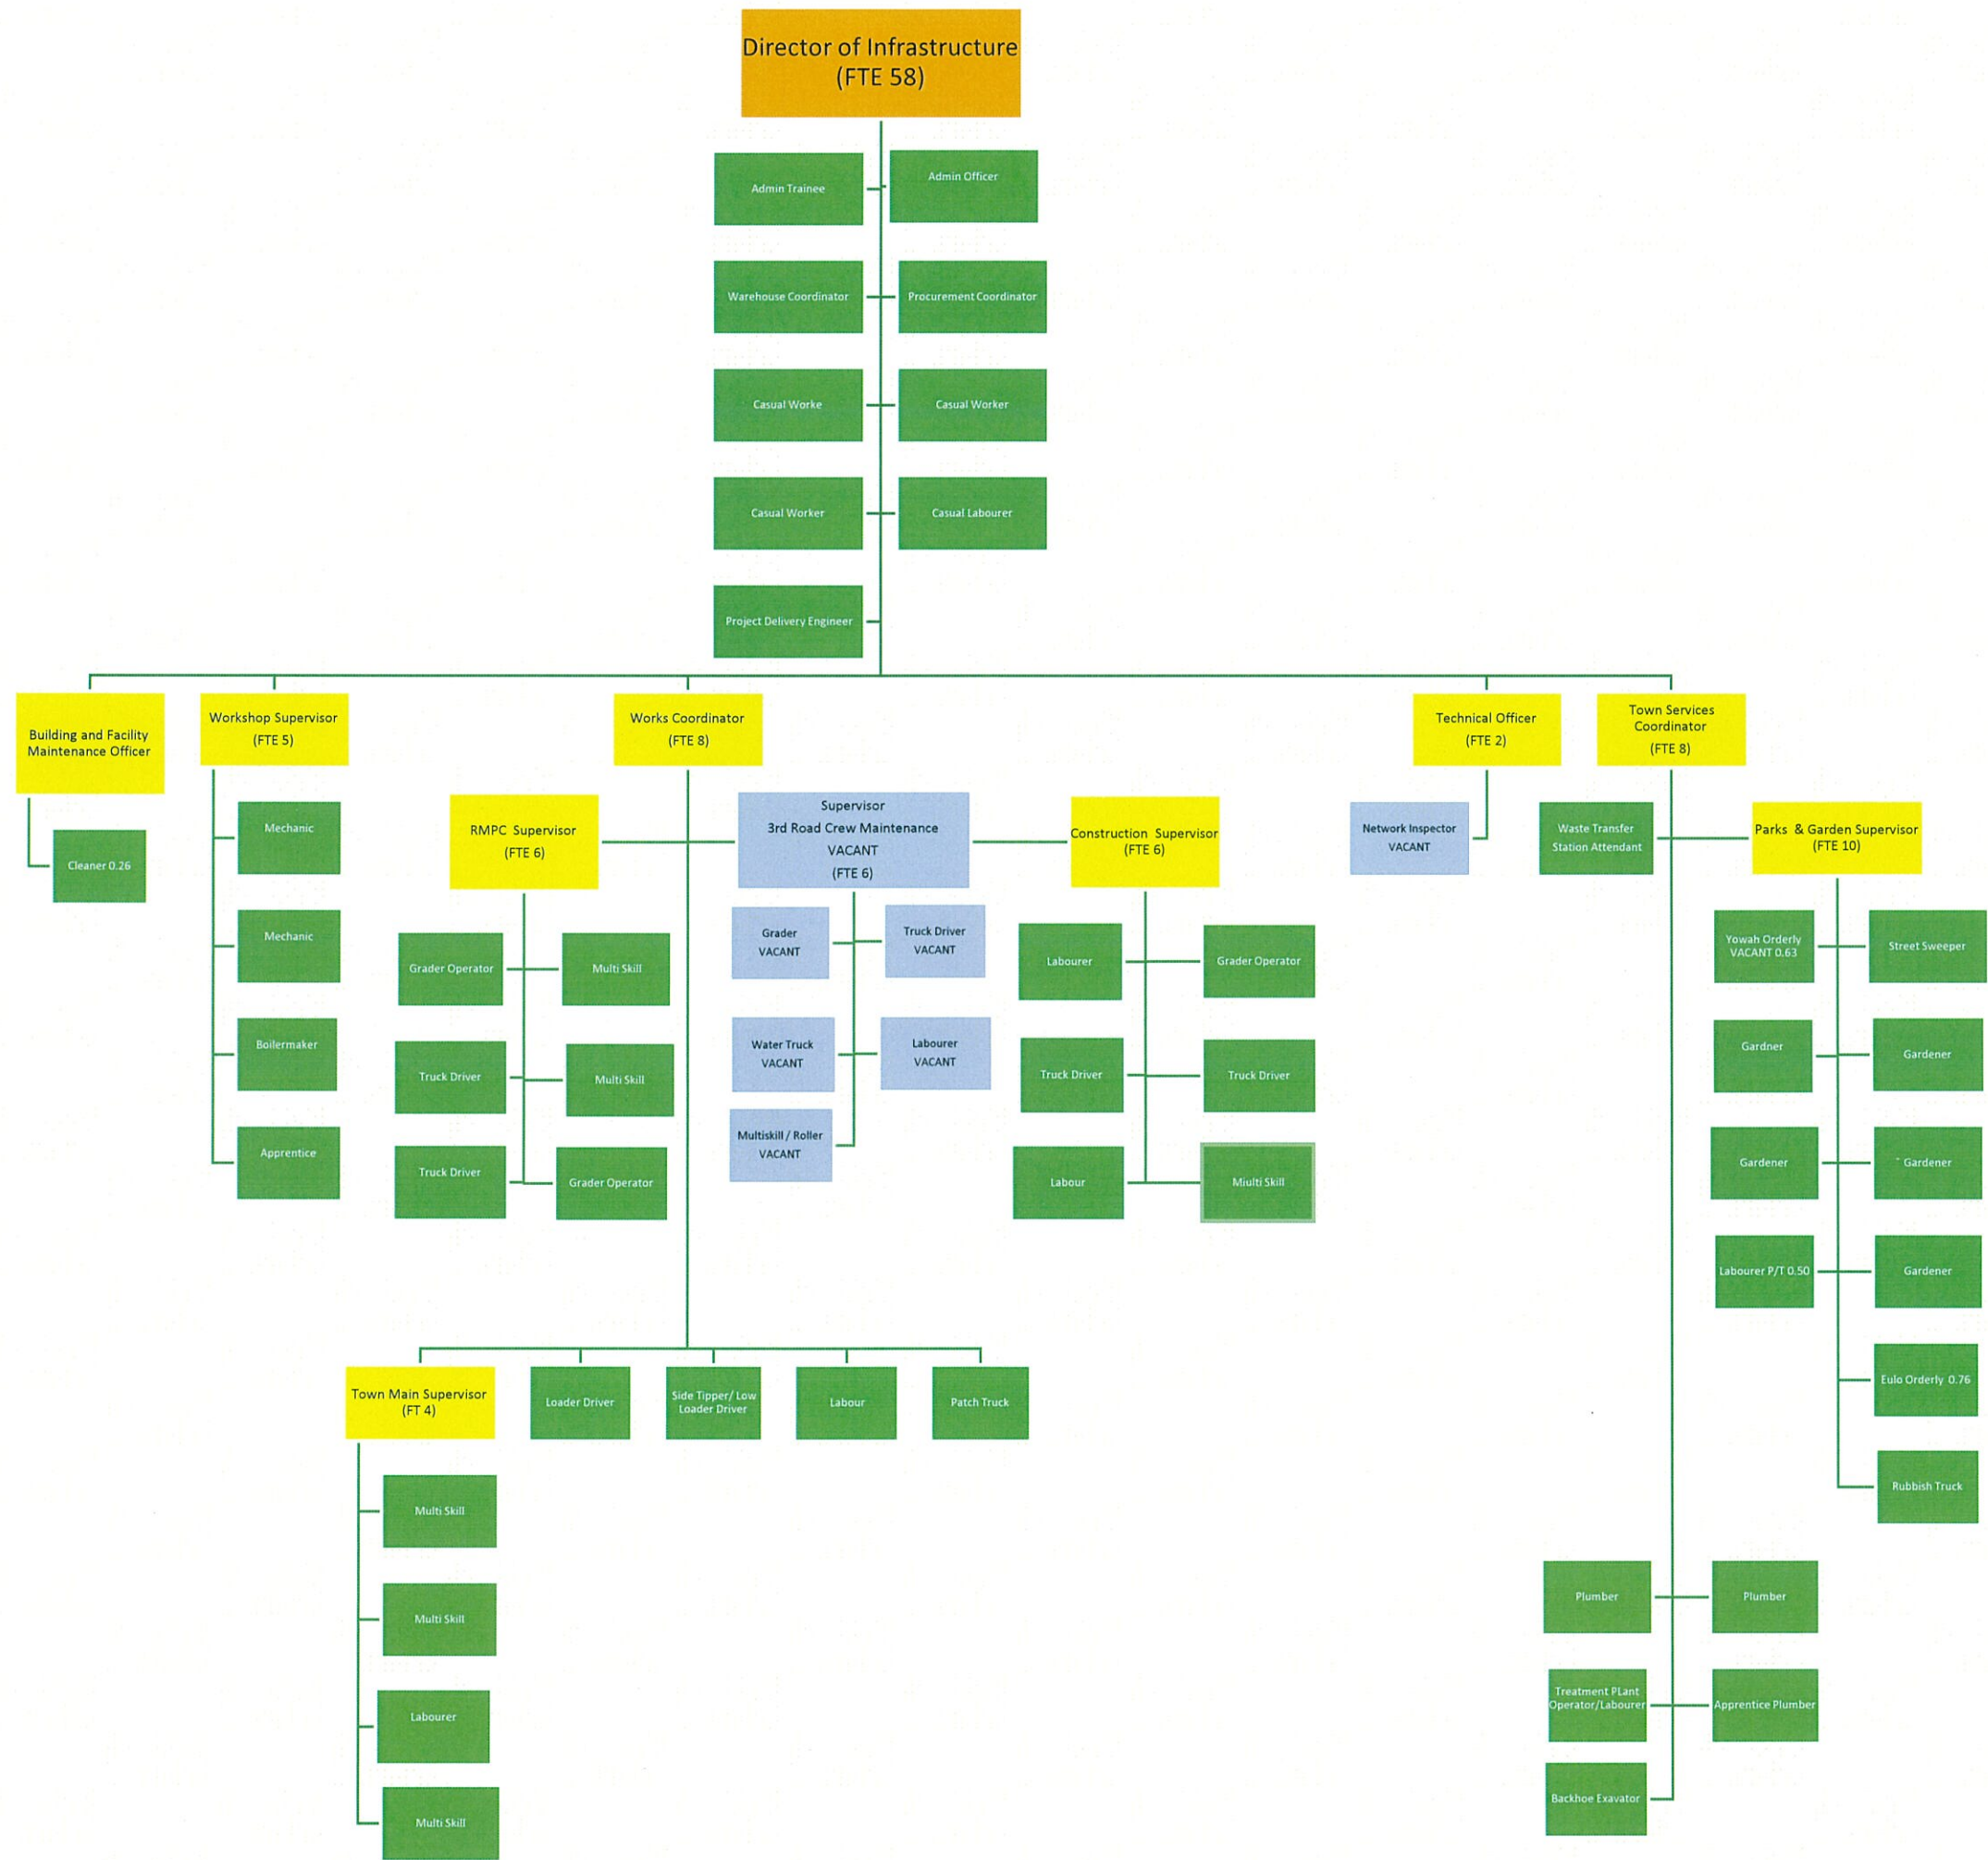 Director of Infrastructure
(FTE 58)
Admin Trainee
Admin Officer
Warehouse Coordinator
Procurement Coordinator
Casual Worke
Casual Worker
Casual Worker
Casual Labourer
Project Delivery Engineer
Building and Facility
Maintenance Officer
Cleaner 0.26
Workshop Supervisor
(FTE 5)
Mechanic
Mechanic
Boilermaker
Apprentice
Works Coordinator
(FTE 8)
RMPC  Supervisor
(FTE 6)
Grader Operator
Multi Skill
Truck Driver
Multi Skill
Truck Driver
Grader Operator
Supervisor
3rd Road Crew Maintenance
VACANT
(FTE 6)
Grader
VACANT
Truck Driver
VACANT
Water Truck
VACANT
Labourer
VACANT
Multiskill / Roller
VACANT
Construction  Supervisor
(FTE 6)
Labourer
Grader Operator
Truck Driver
Truck Driver
Labour
Miulti Skill
Town Main Supervisor
(FT 4)
Multi Skill
Multi Skill
Labourer
Multi Skill
Loader Driver
Side Tipper/ Low
Loader Driver
Labour
Patch Truck
Technical Officer
(FTE 2)
Network Inspector
VACANT
Town Services
Coordinator
(FTE 8)
Waste Transfer
Station Attendant
Parks  & Garden Supervisor
(FTE 10)
Yowah Orderly
VACANT 0.63
Street Sweeper
Gardner
Gardener
Gardener
Gardener
Labourer P/T 0.50
Gardener
Eulo Orderly  0.76
Rubbish Truck
Plumber
Plumber
Treatment PLant
Operator/Labourer
Apprentice Plumber
Backhoe Exavator